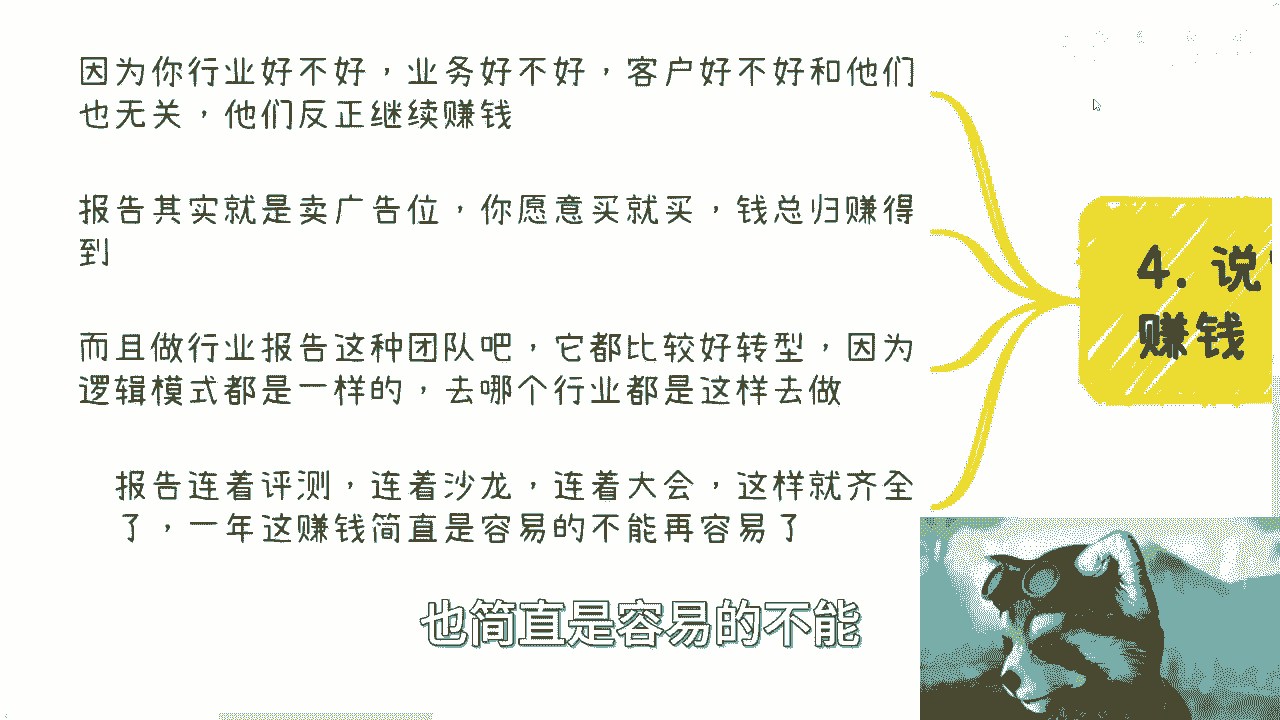 因为你行业好不好，业务好不好，客户好不好和他们
也无关，他们反正继续赚钱
报告其实就是卖广告位，你愿意买就买，钱总归赚得
到
而且做行业报告这种团队吧，它都比较好转型，因为
逻辑模式都是一样的，去哪个行业都是这样去做
报告连着评测，连着沙龙，连着大会，这样就齐全
了，一年这赚钱简直是容易的不能再容易了
4. 说
赚钱
也简直是容易的不能